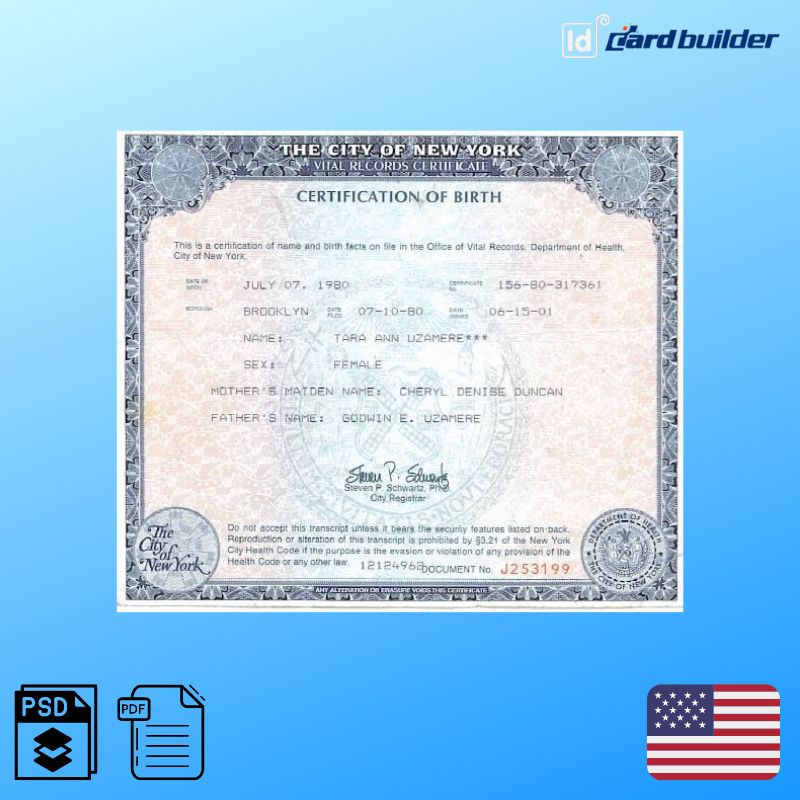 Id Card builder
THE CITY OF NEW YORK
VITAL RECORDS CERTIFICATE
CERTIFICATION OF BIRTH
This is a certification of name and birth facts on file in the Office of Vital Records, Department of Health,
City of New York.
DATE OF BIRTH JULY 07, 1980 CERTIFICATE No. 156-80-317361
BOROUGH BROOKLYN DATE FILED 07-10-80 DATE ISSUED 06-15-01
NAME: TARA ANN UZAMERE***
SEX: FEMALE
MOTHER'S MAIDEN NAME: CHERYL DENISE DUNCAN
FATHER'S NAME: GODWIN E. UZAMERE
Steven P. Schwartz
Steven P. Schwartz, PH.D
City Registrar
The
City
of
New York
Do not accept this transcript unless it bears the security features listed on back.
Reproduction or alteration of this transcript is prohibited by §3.21 of the New York
City Health Code if the purpose is the evasion or violation of any provision of the
Health Code or any other law. DOCUMENT No. J253199
DEPARTMENT OF HEALTH
THE CITY OF NEW YORK
ANY ALTERATION OR ERASURE VOIDS THIS CERTIFICATE
PSD
PDF